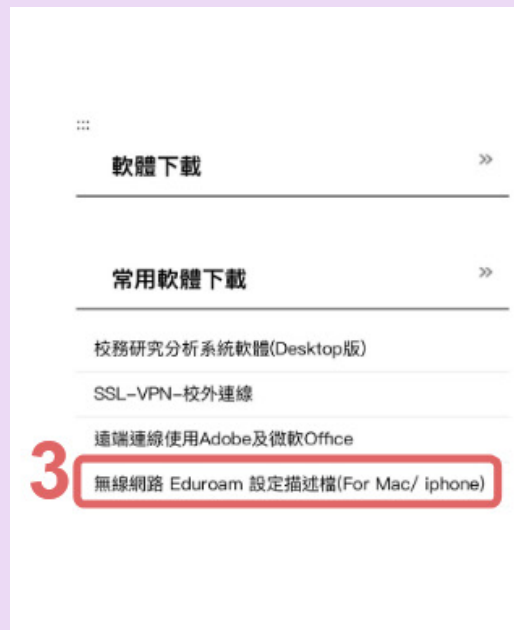 :::
軟體下載 »
常用軟體下載 »
校務研究分析系統軟體(Desktop版)
SSL-VPN-校外連線
遠端連線使用Adobe及微軟Office
3
無線網路 Eduroam 設定描述檔(For Mac/ iphone)